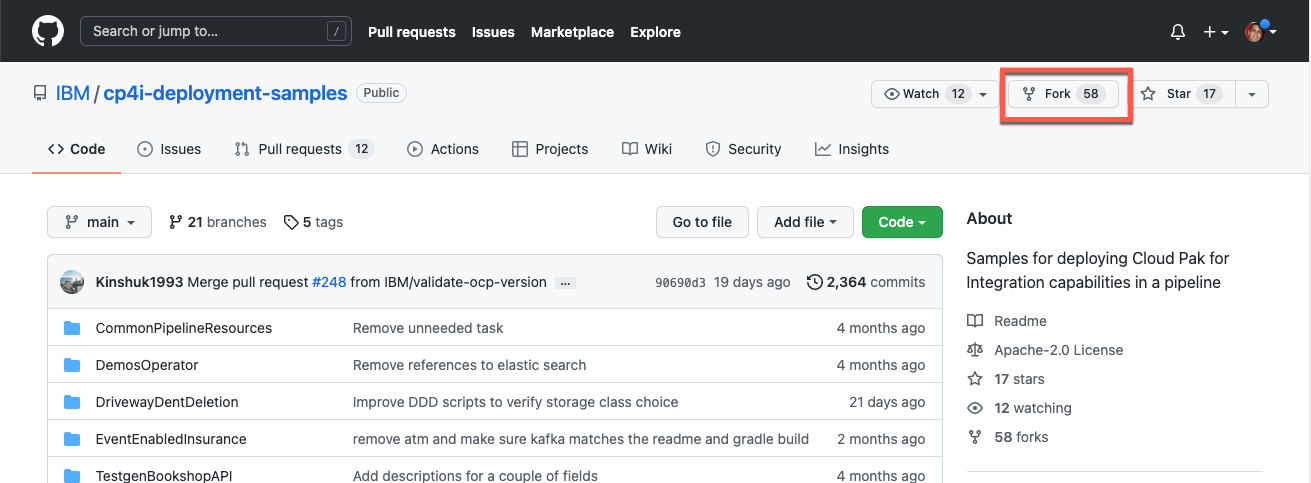 Search or jump to… / Pull requests Issues Marketplace Explore
IBM / cp4i-deployment-samples Public Watch 12 Fork 58 Star 17
Code Issues Pull requests 12 Actions Projects Wiki Security Insights
main 21 branches 5 tags Go to file Add file Code
About
Samples for deploying Cloud Pak for
Integration capabilities in a pipeline
Readme
Apache-2.0 License
17 stars
12 watching
58 forks
Kinshuk1993 Merge pull request #248 from IBM/validate-ocp-version … 90690d3 19 days ago 2,364 commits
CommonPipelineResources Remove unneeded task 4 months ago
DemosOperator Remove references to elastic search 4 months ago
DrivewayDentDeletion Improve DDD scripts to verify storage class choice 21 days ago
EventEnabledInsurance remove atm and make sure kafka matches the readme and gradle build 2 months ago
TestgenBookshopAPI Add descriptions for a couple of fields 4 months ago